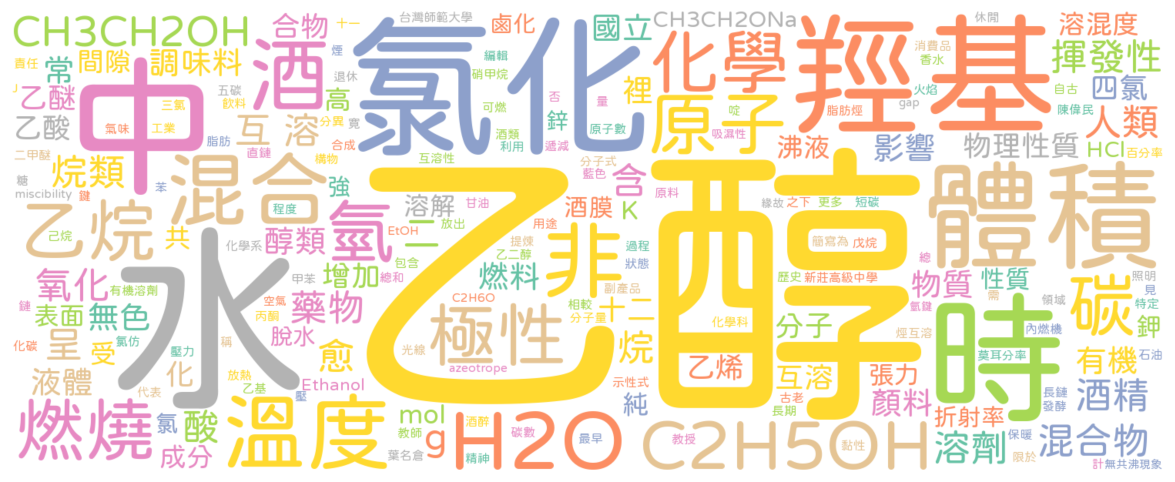 CH3CH2OH
合物
十一
台灣師範大學
鹵化
國立
CH3CH2ONa
休閒
溶混度
責任
常
間隙
調味料
酒
煙
氯化
編輯
硝甲烷
化學
羥基
消費品
香水
揮發性
J
乙醚
中
三氯
五碳
飲料
退休
高
可燃
否
量
裡
原子
啶
脂肪烴
火焰
gap
自古
四氯
陳偉民
乙酸
氣味
工業
脂肪
互溶
分異
寬
酒類
利用
鋅
原子數
遞減
吸濕性
沸液
影響
物理性質
人類
HCl
百分率
二甲醚
烷類
直鏈
合成
構物
互溶性
分子式
藍色
含
原料
糖
miscibility
鍵
苯
混合
程度
強
氫
溶解
甘油
酒膜
K
緣故
之下
更多
短碳
體積
乙烷
己烷
共
化學系
醇類
EtOH
放出
二
用途
提煉
乙二醇
非
過程
狀態
簡寫為
戊烷
總
乙醇
水
甲苯
增加
總和
包含
燃料
副產品
歷史
新莊高級中學
物質
性質
照明
見
碳
氧化
鏈
有機溶劑
空氣
丙酮
藥物
C2H6O
相較
分子量
十二
化學科
分子
氫鍵
需
領域
特定
鉀
表面
無色
氯仿
脫水
極性
光線
azeotrope
烷
乙烯
烴互溶
莫耳分率
內燃機
時
石油
化碳
呈
受
壓力
稱
愈
放熱
乙基
壓
Ethanol
示性式
互溶
古老
長期
張力
顏料
有機
長鏈
發酵
酒精
液體
化
代表
溫度
mol
教師
酒醉
碳數
純
折射率
燃燒
氯
酸
成分
葉名倉
g
精神
H2O
最早
教授
C2H5OH
黏性
溶劑
保暖
限於
混合物
計
無共沸現象